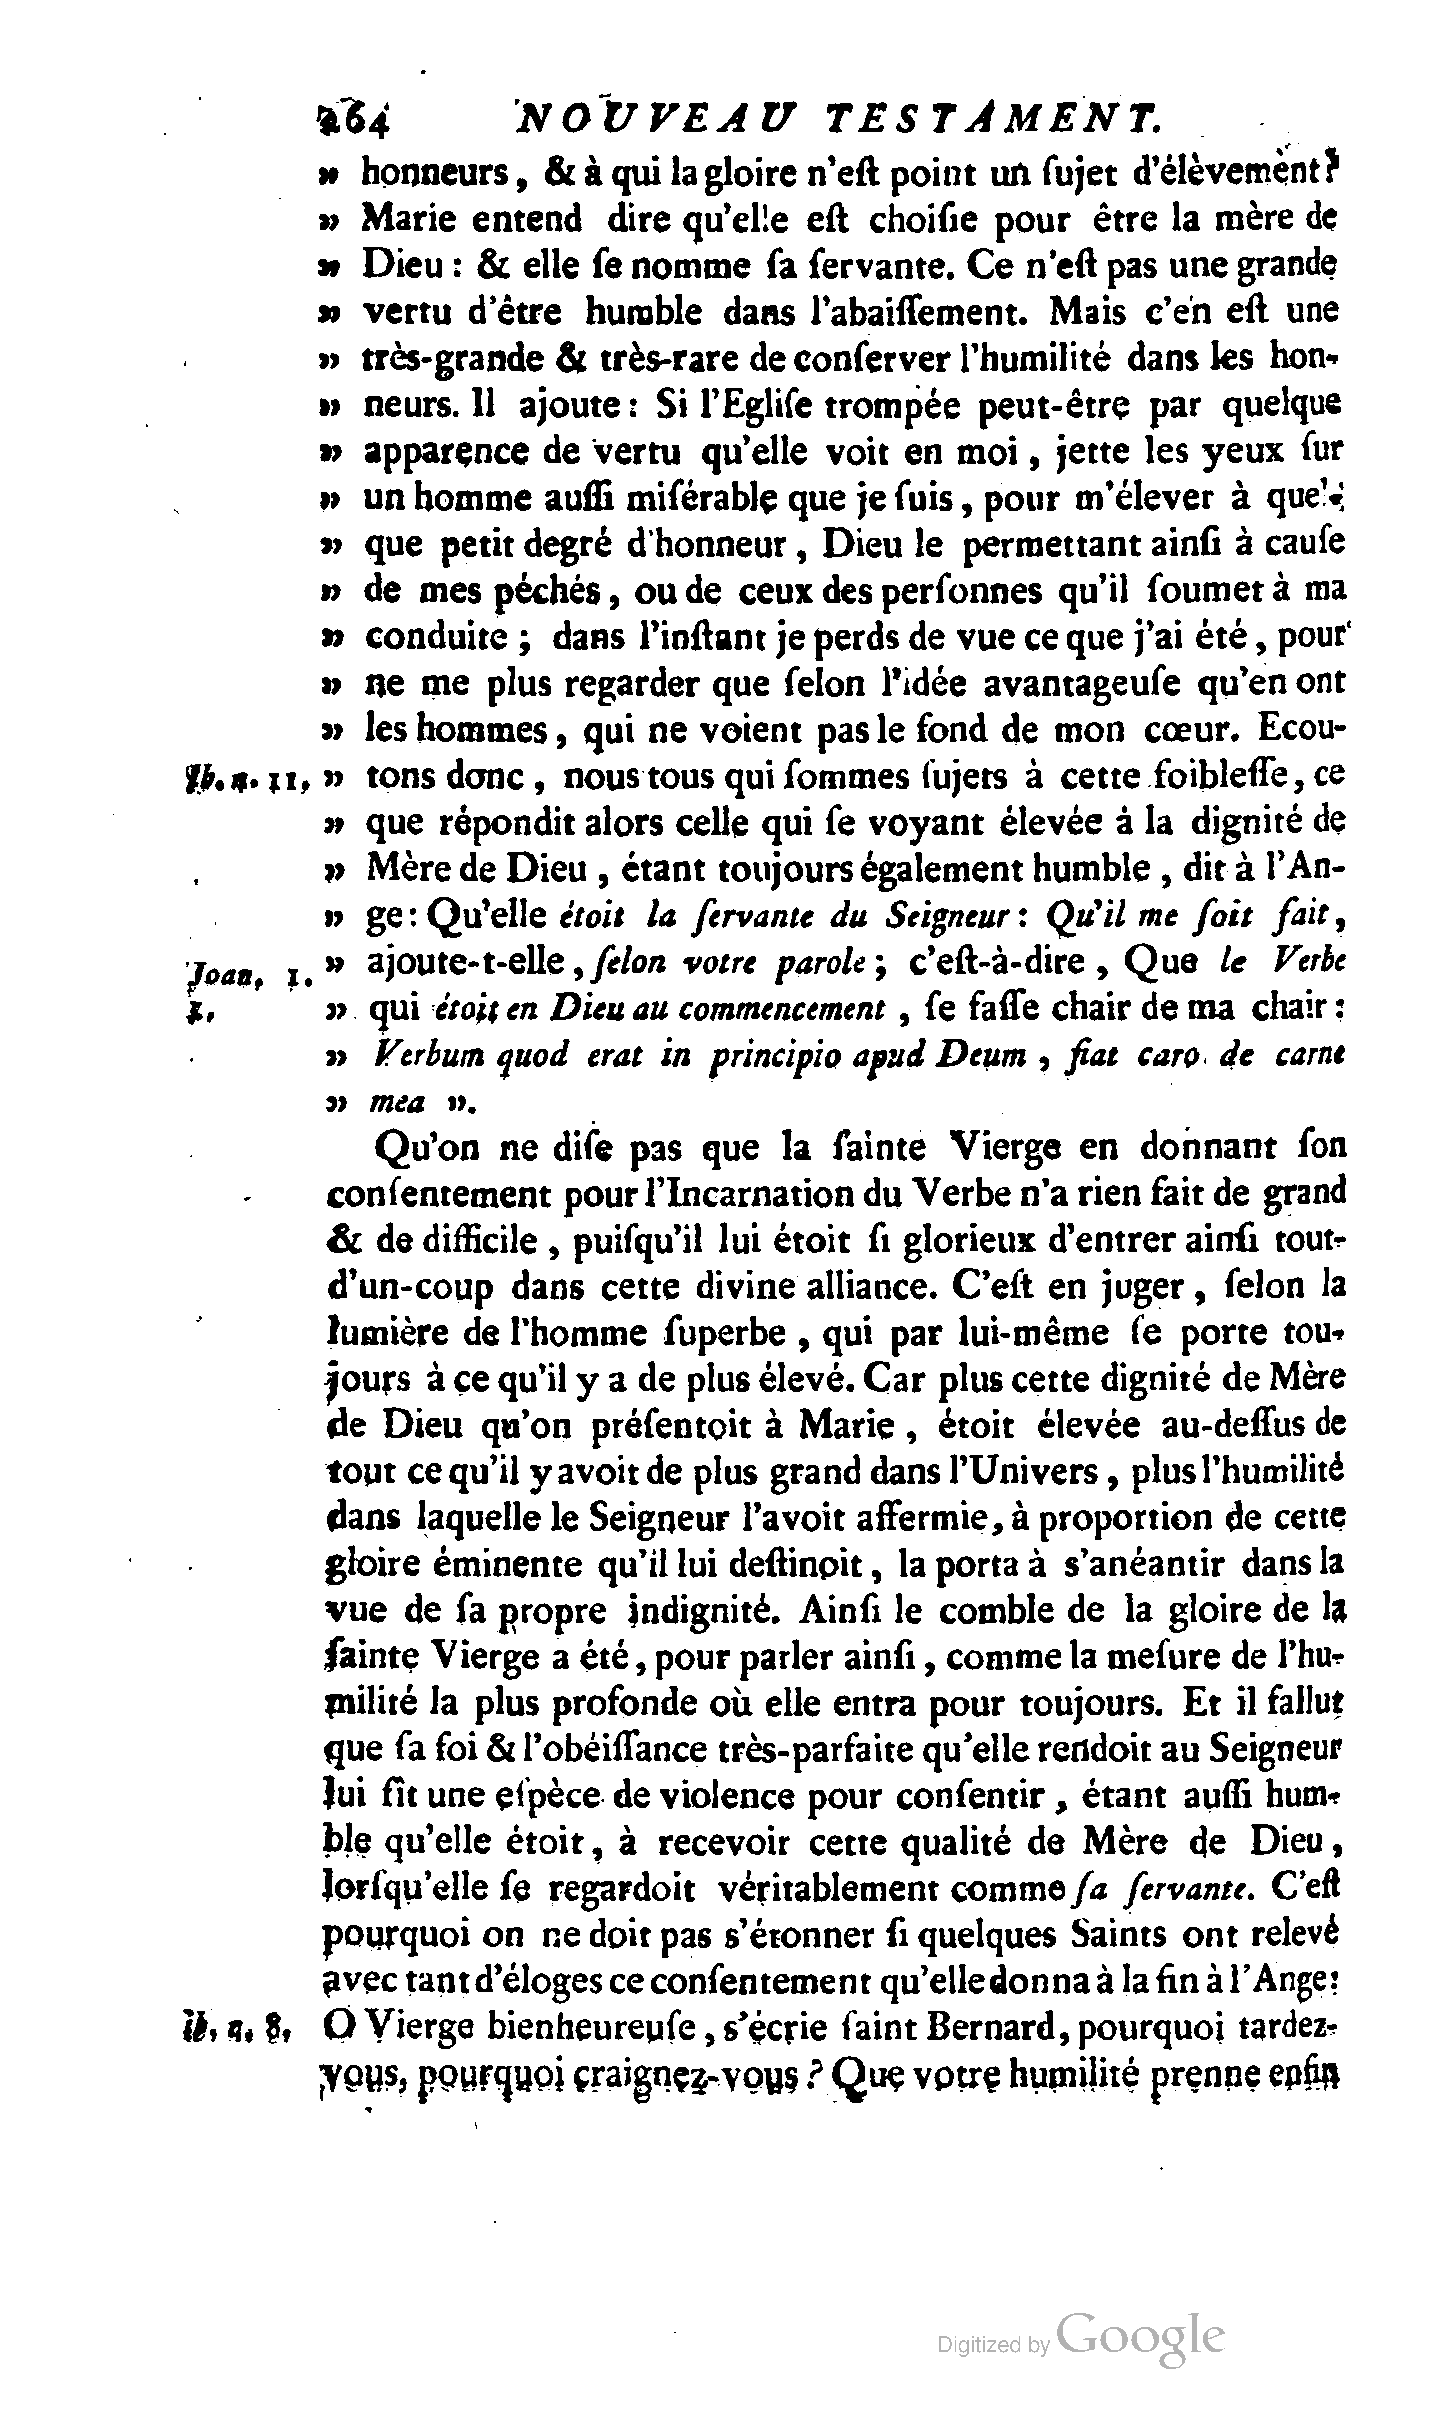 264 NOUVEAU TESTAMENT.
» honneurs, & à qui la gloire n'eſt point un ſujet d'élèvement?
» Marie entend dire qu'elle eſt choiſie pour être la mère de
» Dieu : & elle ſe nomme ſa ſervante. Ce n'eſt pas une grande
» vertu d'être humble dans l'abaiſſement. Mais c'en eſt une
» très-grande & très-rare de conſerver l'humilité dans les hon-
» neurs. Il ajoute : Si l'Egliſe trompée peut-être par quelque
» apparence de vertu qu'elle voit en moi, jette les yeux ſur
» un homme auſſi miſérable que je ſuis, pour m'élever à quel-
» que petit degré d'honneur, Dieu le permettant ainſi à cauſe
» de mes péchés, ou de ceux des perſonnes qu'il ſoumet à ma
» conduite ; dans l'inſtant je perds de vue ce que j'ai été, pour
» ne me plus regarder que ſelon l'idée avantageuſe qu'en ont
» les hommes, qui ne voient pas le fond de mon cœur. Ecou-
Ib. n. 11, » tons donc, nous tous qui ſommes ſujets à cette foibleſſe, ce
» que répondit alors celle qui ſe voyant élevée à la dignité de
» Mère de Dieu, étant toujours également humble, dit à l'An-
» ge : Qu'elle étoit la ſervante du Seigneur : Qu'il me ſoit fait,
Joan, 1. » ajoute-t-elle, ſelon votre parole ; c'eſt-à-dire, Que le Verbe
1. » qui étoit en Dieu au commencement, ſe faſſe chair de ma chair :
» Verbum quod erat in principio apud Deum, fiat caro de carne
» mea ».
Qu'on ne diſe pas que la ſainte Vierge en donnant ſon
conſentement pour l'Incarnation du Verbe n'a rien fait de grand
& de difficile, puiſqu'il lui étoit ſi glorieux d'entrer ainſi tout-
d'un-coup dans cette divine alliance. C'eſt en juger, ſelon la
lumière de l'homme ſuperbe, qui par lui-même ſe porte tou-
jours à ce qu'il y a de plus élevé. Car plus cette dignité de Mère
de Dieu qu'on préſentoit à Marie, étoit élevée au-deſſus de
tout ce qu'il y avoit de plus grand dans l'Univers, plus l'humilité
dans laquelle le Seigneur l'avoit affermie, à proportion de cette
gloire éminente qu'il lui deſtinoit, la porta à s'anéantir dans la
vue de ſa propre indignité. Ainſi le comble de la gloire de la
ſainte Vierge a été, pour parler ainſi, comme la meſure de l'hu-
milité la plus profonde où elle entra pour toujours. Et il fallut
que ſa foi & l'obéiſſance très-parfaite qu'elle rendoit au Seigneur
lui fît une eſpèce de violence pour conſentir, étant auſſi hum-
ble qu'elle étoit, à recevoir cette qualité de Mère de Dieu,
lorſqu'elle ſe regardoit véritablement comme ſa ſervante. C'eſt
pourquoi on ne doit pas s'étonner ſi quelques Saints ont relevé
avec tant d'éloges ce conſentement qu'elle donna à la fin à l'Ange :
Ib, n. 8, O Vierge bienheureuſe, s'écrie ſaint Bernard, pourquoi tardez-
vous, pourquoi craignez-vous ? Que votre humilité prenne enfin
Digitized by Google